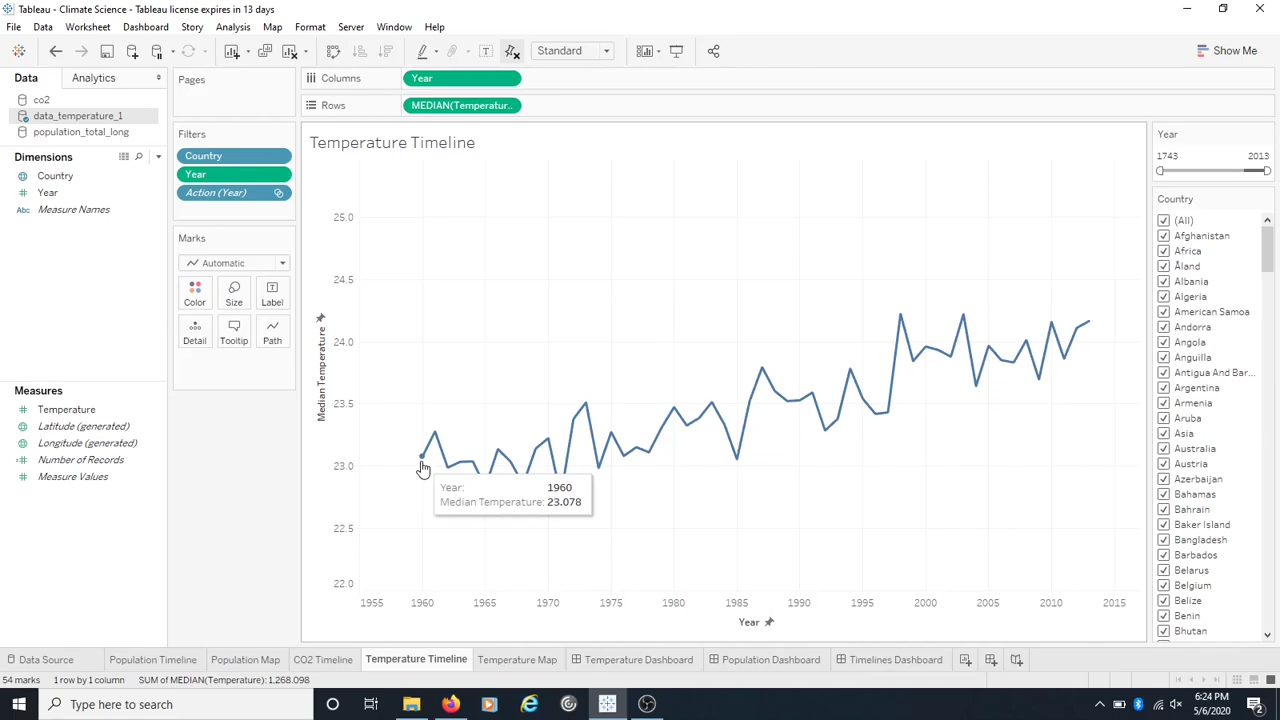 Tableau - Climate Science - Tableau license expires in 13 days
File Data Worksheet Dashboard Story Analysis Map Format Server Window Help
Standard
Show Me
Data Analytics
co2
data_temperature_1
population_total_long
Dimensions
Country
Year
Abc Measure Names
Measures
Temperature
Latitude (generated)
Longitude (generated)
Number of Records
Measure Values
Pages
Filters
Country
Year
Action (Year)
Marks
Automatic
Color Size Label
Detail Tooltip Path
Columns Year
Rows MEDIAN(Temperatur..
Temperature Timeline
Median Temperature
25.0
24.5
24.0
23.5
23.0
22.5
22.0
Year: 1960
Median Temperature: 23.078
1955 1960 1965 1970 1975 1980 1985 1990 1995 2000 2005 2010 2015
Year
Year
1743 2013
Country
(All)
Afghanistan
Africa
Åland
Albania
Algeria
American Samoa
Andorra
Angola
Anguilla
Antigua And Bar...
Argentina
Armenia
Aruba
Asia
Australia
Austria
Azerbaijan
Bahamas
Bahrain
Baker Island
Bangladesh
Barbados
Belarus
Belgium
Belize
Benin
Bhutan
Data Source Population Timeline Population Map CO2 Timeline Temperature Timeline Temperature Map Temperature Dashboard Population Dashboard Timelines Dashboard
54 marks 1 row by 1 column SUM of MEDIAN(Temperature): 1,268.098
Type here to search
6:24 PM
5/6/2020
2